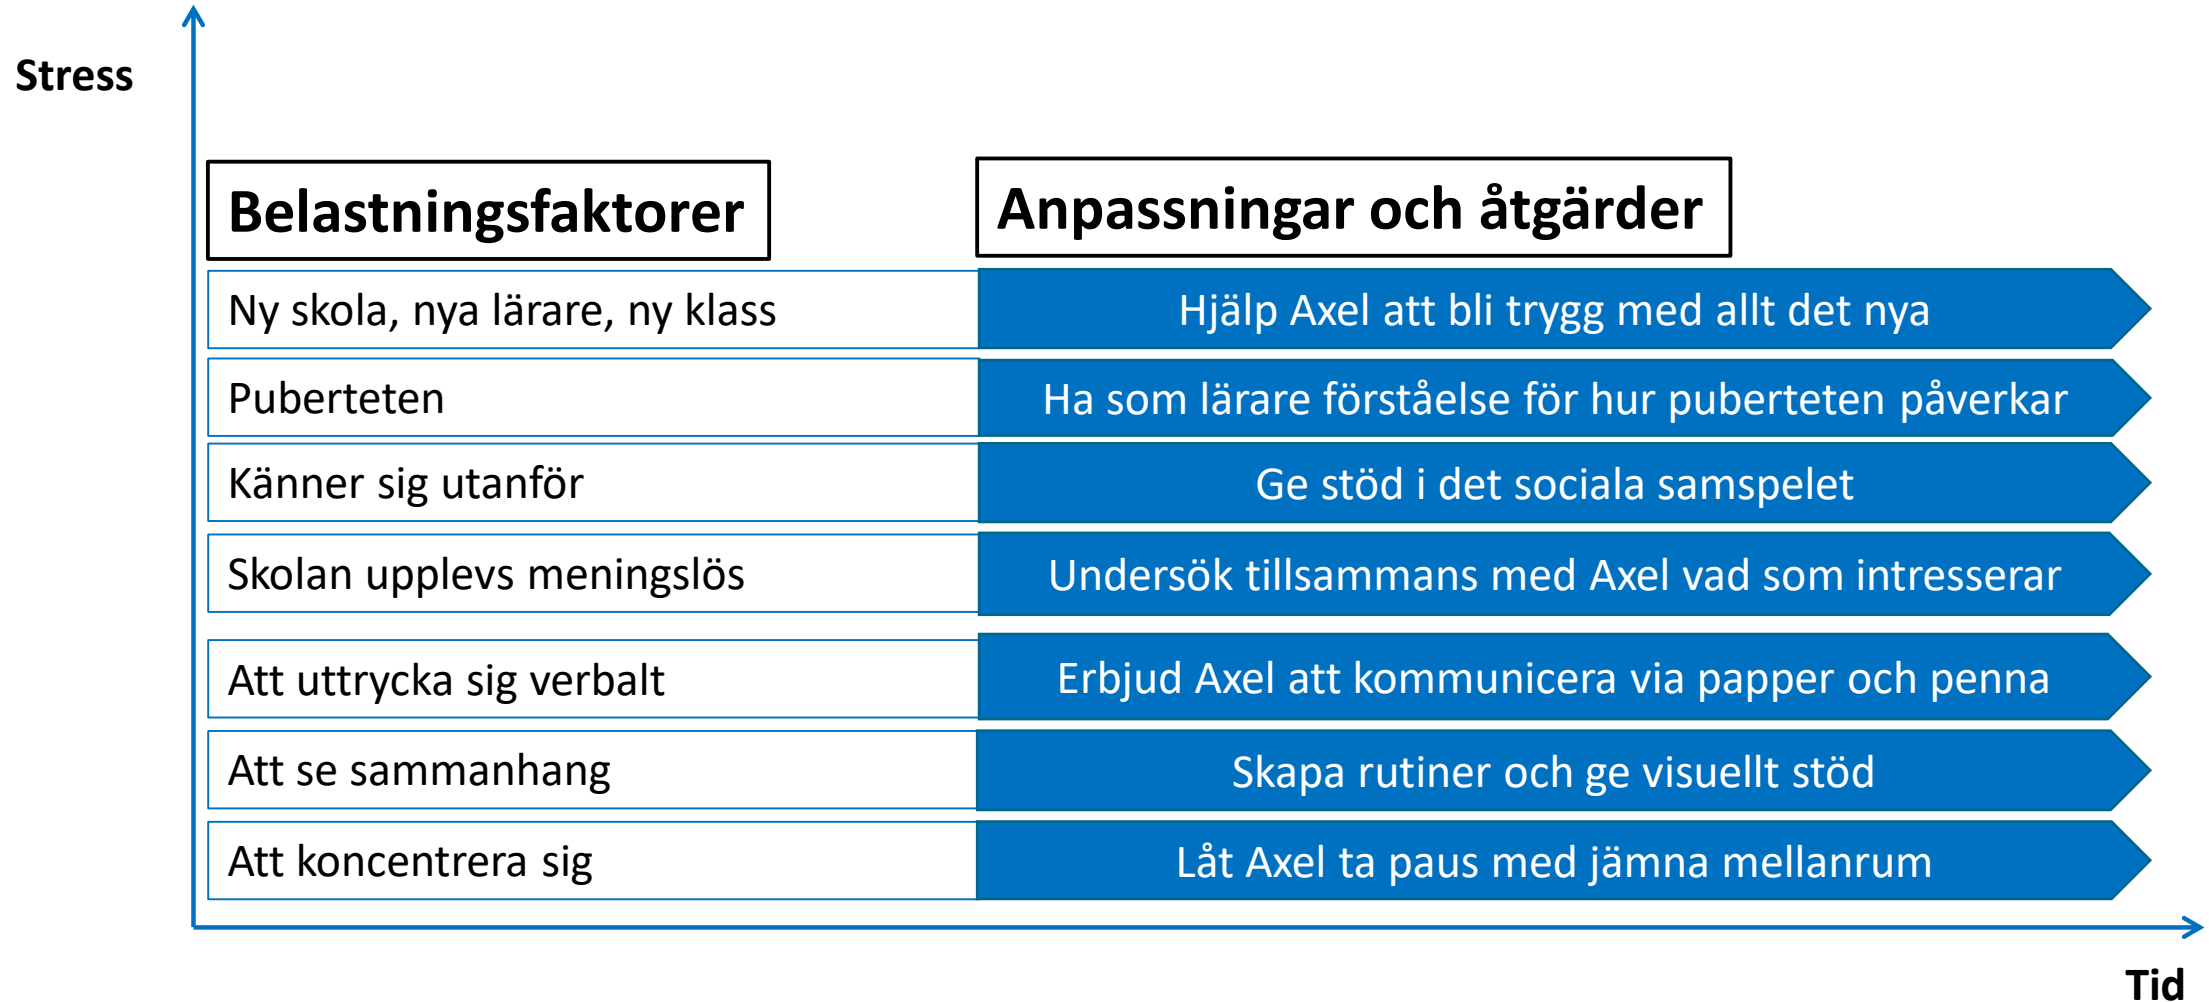 Stress
Belastningsfaktorer
Anpassningar och åtgärder
Ny skola, nya lärare, ny klass
Hjälp Axel att bli trygg med allt det nya
Puberteten
Ha som lärare förståelse för hur puberteten påverkar
Känner sig utanför
Ge stöd i det sociala samspelet
Skolan upplevs meningslös
Undersök tillsammans med Axel vad som intresserar
Att uttrycka sig verbalt
Erbjud Axel att kommunicera via papper och penna
Att se sammanhang
Skapa rutiner och ge visuellt stöd
Att koncentrera sig
Låt Axel ta paus med jämna mellanrum
Tid